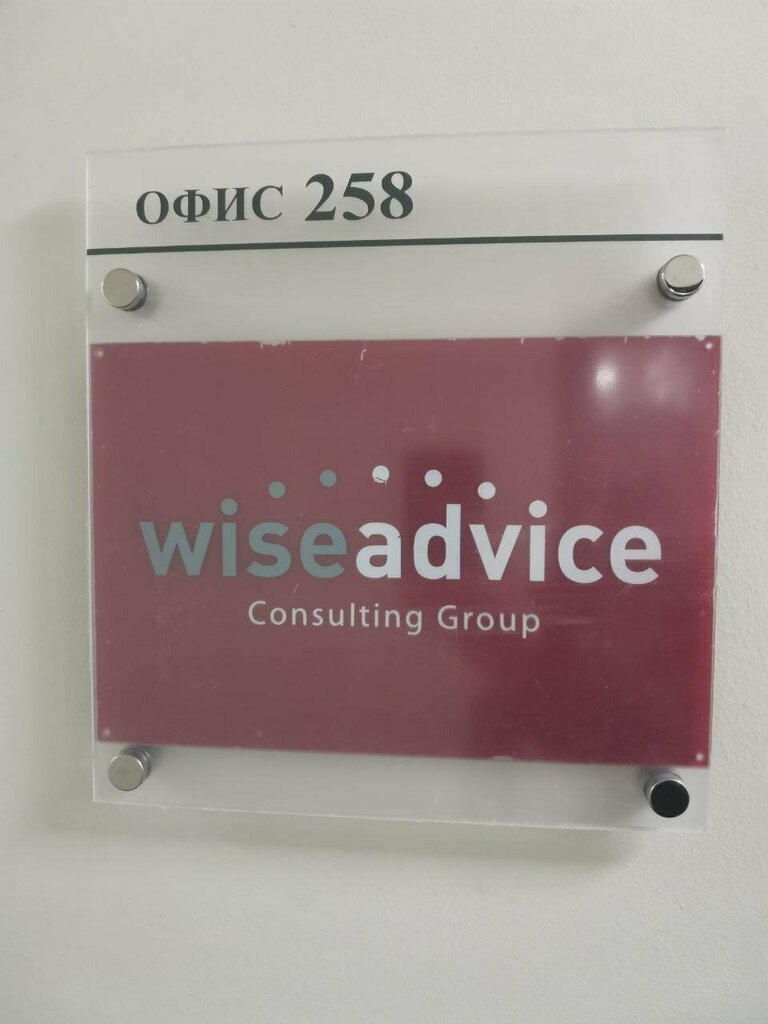 ОФИС 258
wiseadvice
Consulting Group